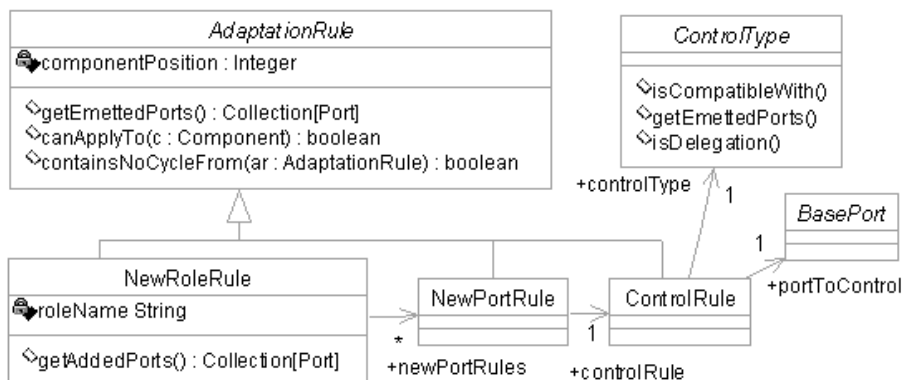 AdaptationRule
componentPosition : Integer
getEmettedPorts() : Collection[Port]
canApplyTo(c : Component) : boolean
containsNoCycleFrom(ar : AdaptationRule) : boolean
ControlType
isCompatibleWith()
getEmettedPorts()
isDelegation()
+controlType
1
BasePort
1
+portToControl
NewRoleRule
roleName String
getAddedPorts() : Collection[Port]
NewPortRule
*
+newPortRules
ControlRule
1
+controlRule